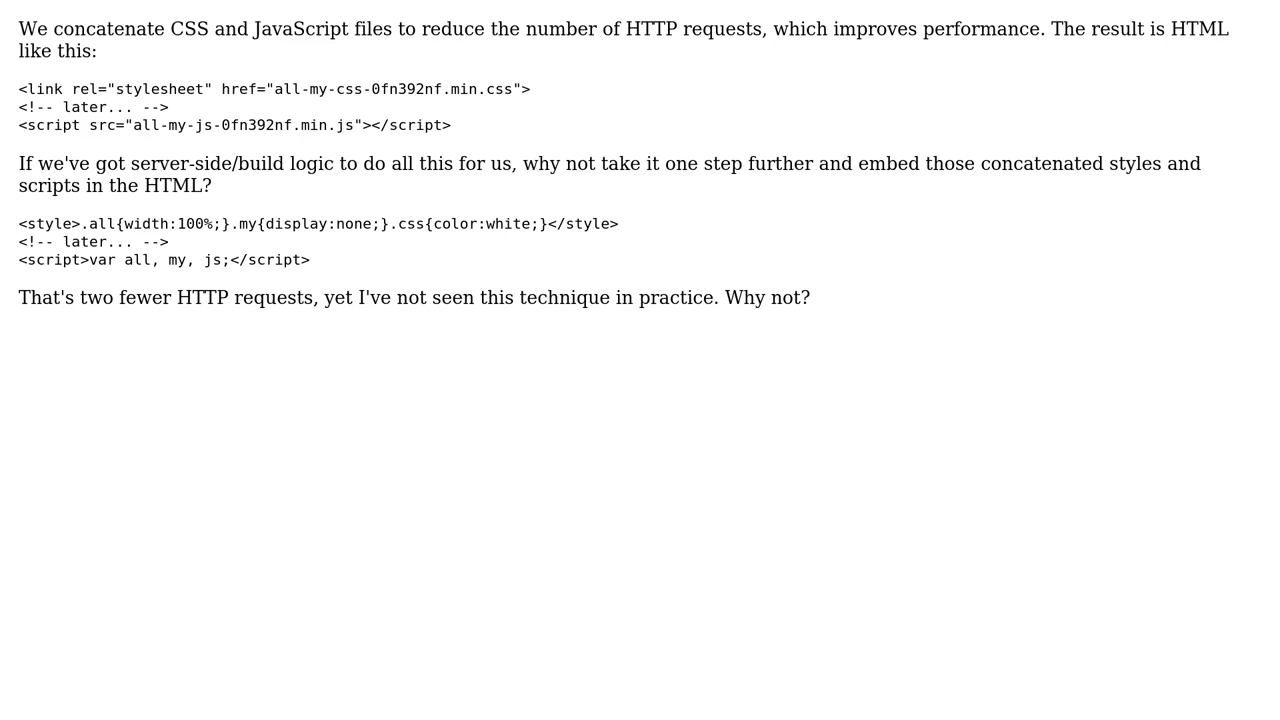 We concatenate CSS and JavaScript files to reduce the number of HTTP requests, which improves performance. The result is HTML
like this:
<link rel="stylesheet" href="all-my-css-0fn392nf.min.css">
<!-- later... -->
<script src="all-my-js-0fn392nf.min.js"></script>
If we've got server-side/build logic to do all this for us, why not take it one step further and embed those concatenated styles and
scripts in the HTML?
<style>.all{width:100%;}.my{display:none;}.css{color:white;}</style>
<!-- later... -->
<script>var all, my, js;</script>
That's two fewer HTTP requests, yet I've not seen this technique in practice. Why not?